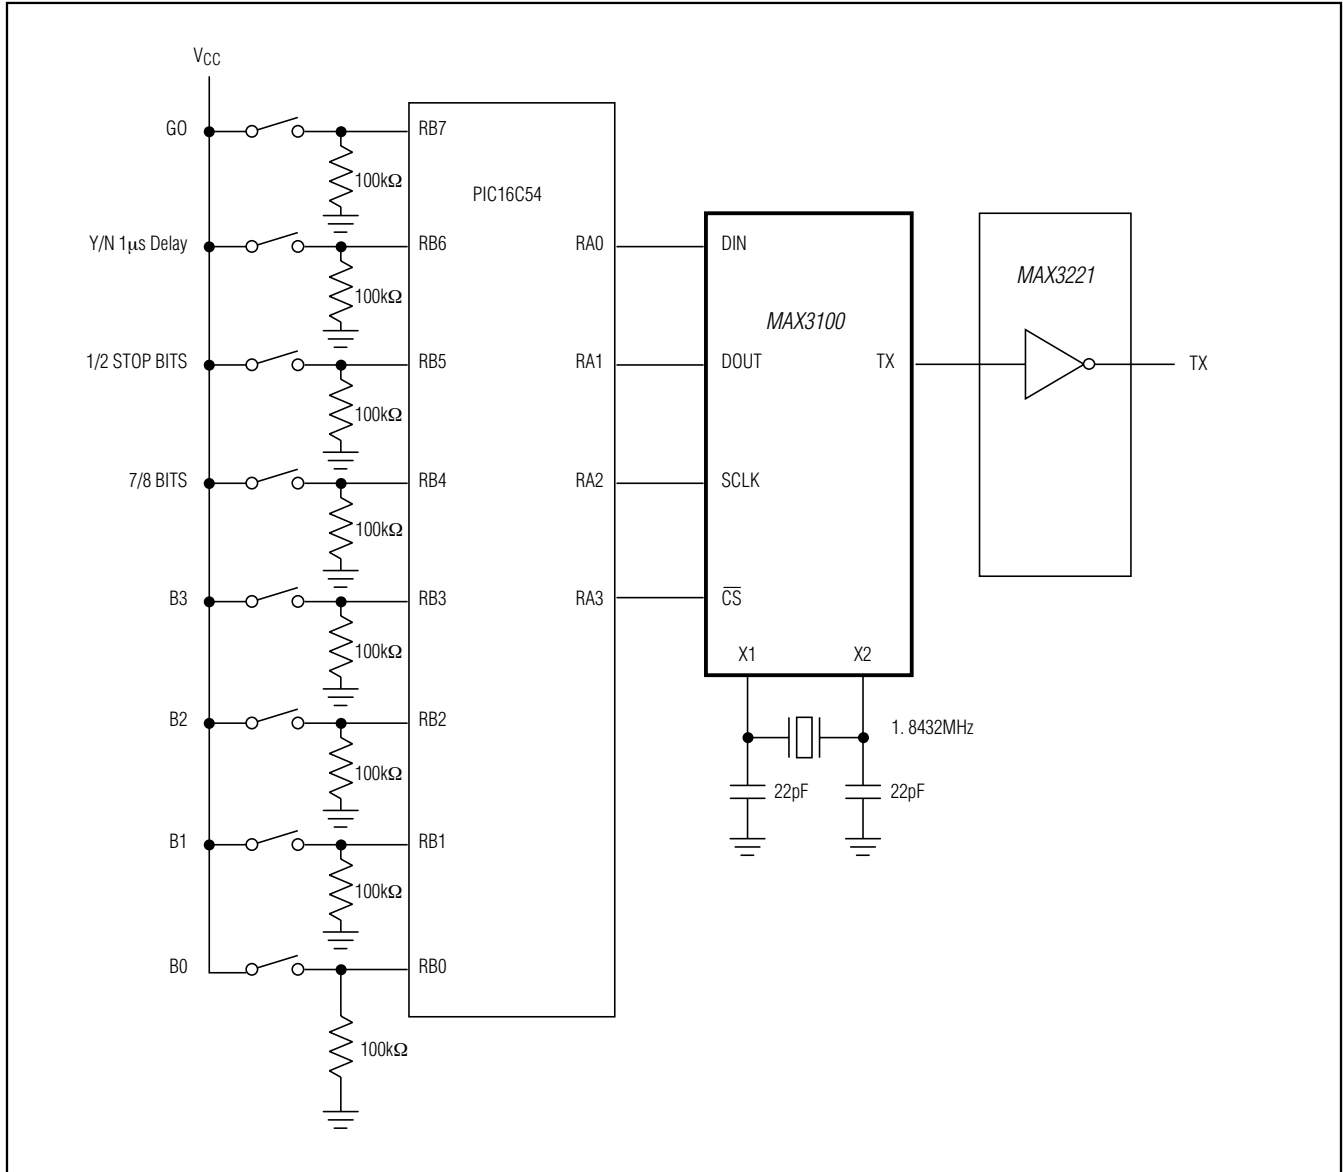 VCC
GO
RB7
100kΩ
PIC16C54
Y/N 1µs Delay
RB6
RA0
DIN
100kΩ
MAX3221
MAX3100
1/2 STOP BITS
RB5
RA1
DOUT
TX
TX
100kΩ
7/8 BITS
RB4
RA2
SCLK
100kΩ
B3
RB3
RA3
CS
100kΩ
X1
X2
B2
RB2
1. 8432MHz
100kΩ
22pF
22pF
B1
RB1
100kΩ
B0
RB0
100kΩ